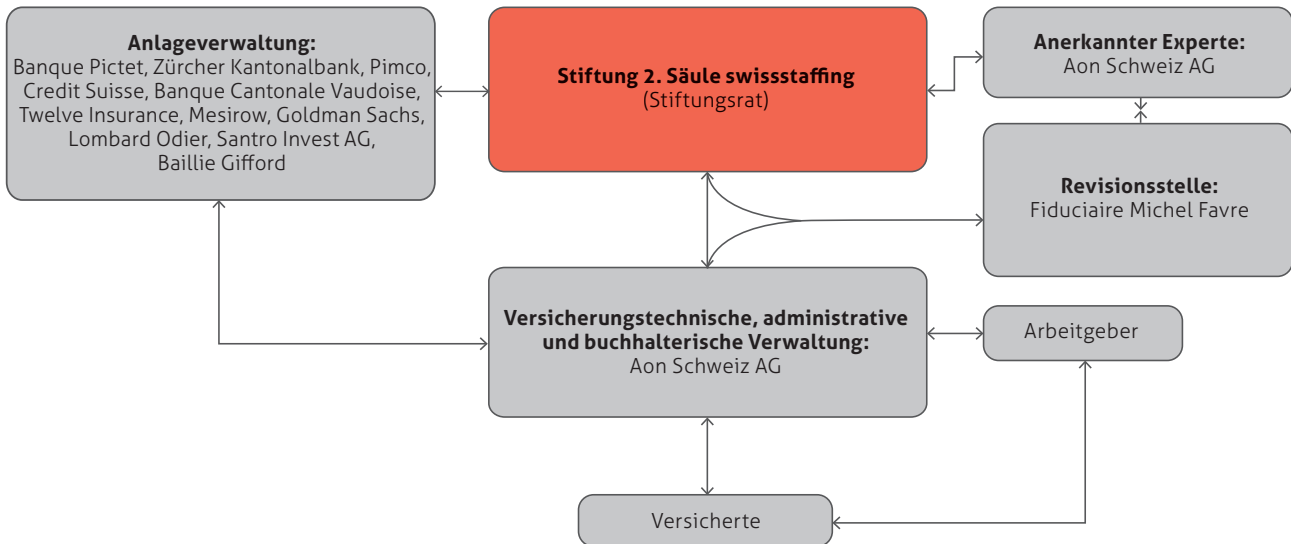 Anlageverwaltung:
Banque Pictet, Zürcher Kantonalbank, Pimco,
Credit Suisse, Banque Cantonale Vaudoise,
Twelve Insurance, Mesirow, Goldman Sachs,
Lombard Odier, Santro Invest AG,
Baillie Gifford
Stiftung 2. Säule swissstaffing
(Stiftungsrat)
Anerkannter Experte:
Aon Schweiz AG
Revisionsstelle:
Fiduciaire Michel Favre
Versicherungstechnische, administrative
und buchhalterische Verwaltung:
Aon Schweiz AG
Arbeitgeber
Versicherte